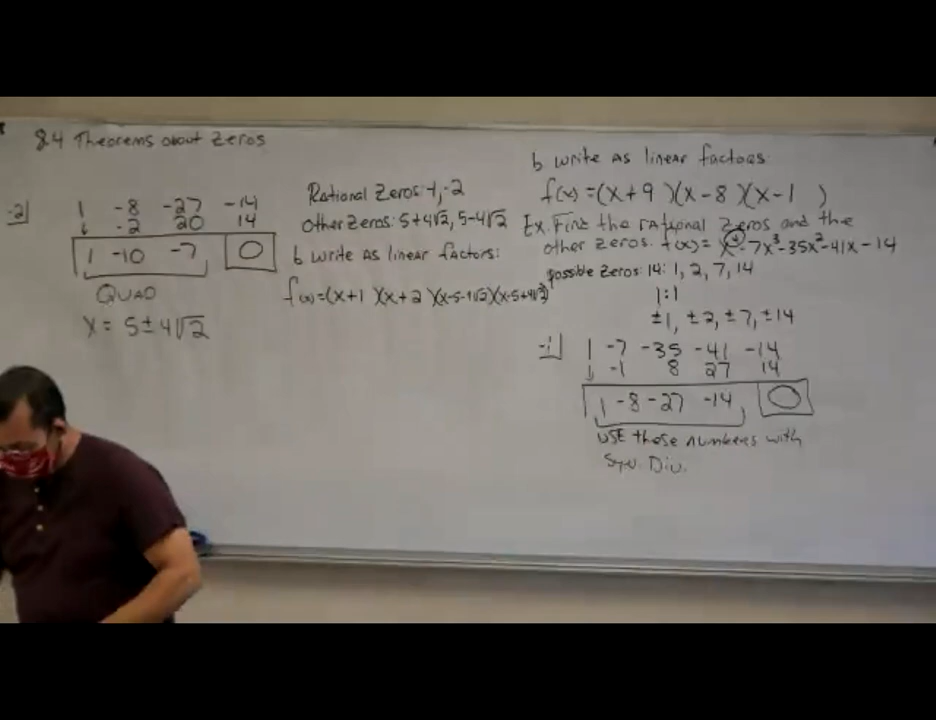 8.4 Theorems about Zeros
-2| 1 -8 -27 -14
↓ -2 20 14
1 -10 -7 0
QUAD
x = 5 ± 4√2
Rational Zeros: -1, -2
Other Zeros: 5+4√2, 5-4√2
b write as linear factors:
f(x)=(x+1 )(x+2 )(x-5-4√2)(x-5+4√2)
b write as linear factors:
f(x) =(x+9 )(x-8 )(x-1 )
Ex. Find the rational zeros and the
other zeros. f(x)= x⁴-7x³-35x²-41x-14
possible zeros: 14: 1, 2, 7, 14
1:1
±1, ±2, ±7, ±14
-1| 1 -7 -35 -41 -14
↓ -1 8 27 14
1 -8 -27 -14 0
USE these numbers with
Syn. Div.